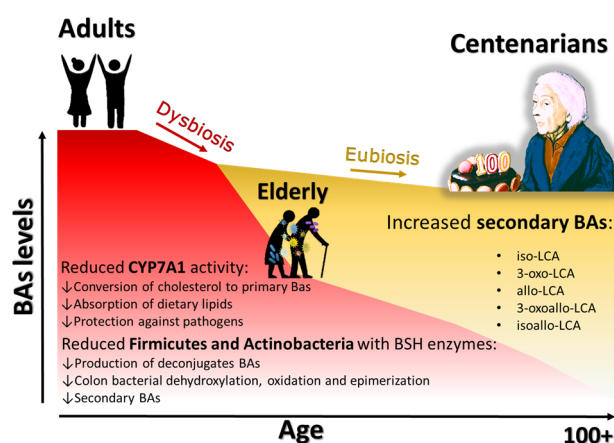 Adults
Centenarians
Dysbiosis
Eubiosis
100
Elderly
BAs levels
Increased secondary BAs:
• iso-LCA
• 3-oxo-LCA
• allo-LCA
• 3-oxoallo-LCA
• isoallo-LCA
Reduced CYP7A1 activity:
↓Conversion of cholesterol to primary Bas
↓Absorption of dietary lipids
↓Protection against pathogens
Reduced Firmicutes and Actinobacteria with BSH enzymes:
↓Production of deconjugates BAs
↓Colon bacterial dehydroxylation, oxidation and epimerization
↓Secondary BAs
Age
100+